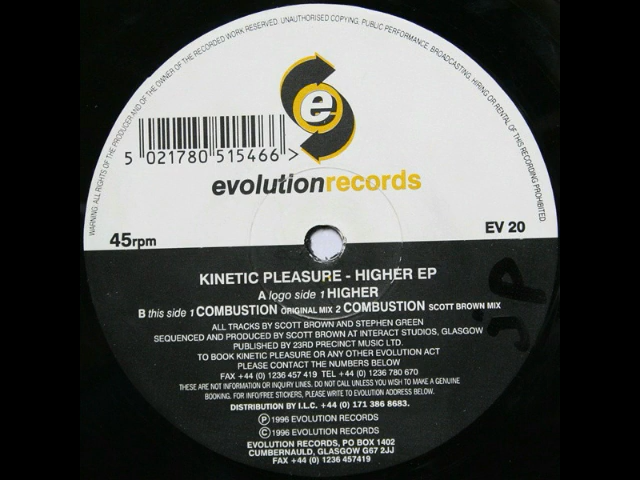 WARNING. ALL RIGHTS OF THE PRODUCER AND OF THE OWNER OF THE RECORDED WORK RESERVED. UNAUTHORISED COPYING, PUBLIC PERFORMANCE, BROADCASTING, HIRING OR RENTAL OF THIS RECORDING PROHIBITED.
e
5 021780 515466 >
evolutionrecords
45rpm
EV 20
KINETIC PLEASURE - HIGHER EP
A logo side 1 HIGHER
B this side 1 COMBUSTION ORIGINAL MIX 2 COMBUSTION SCOTT BROWN MIX
ALL TRACKS BY SCOTT BROWN AND STEPHEN GREEN
SEQUENCED AND PRODUCED BY SCOTT BROWN AT INTERACT STUDIOS, GLASGOW
PUBLISHED BY 23RD PRECINCT MUSIC LTD.
TO BOOK KINETIC PLEASURE OR ANY OTHER EVOLUTION ACT
PLEASE CONTACT THE NUMBERS BELOW
FAX +44 (0) 1236 457 419 TEL +44 (0) 1236 780 670
THESE ARE NOT INFORMATION OR INQUIRY LINES. DO NOT CALL UNLESS YOU WISH TO MAKE A GENUINE
BOOKING. FOR INFO/FREE STICKERS, PLEASE WRITE TO EVOLUTION ADDRESS BELOW.
DISTRIBUTION BY I.L.C. +44 (0) 171 386 8683.
Ⓟ 1996 EVOLUTION RECORDS
© 1996 EVOLUTION RECORDS
EVOLUTION RECORDS, PO BOX 1402
CUMBERNAULD, GLASGOW G67 2JJ
FAX +44 (0) 1236 457419
jP